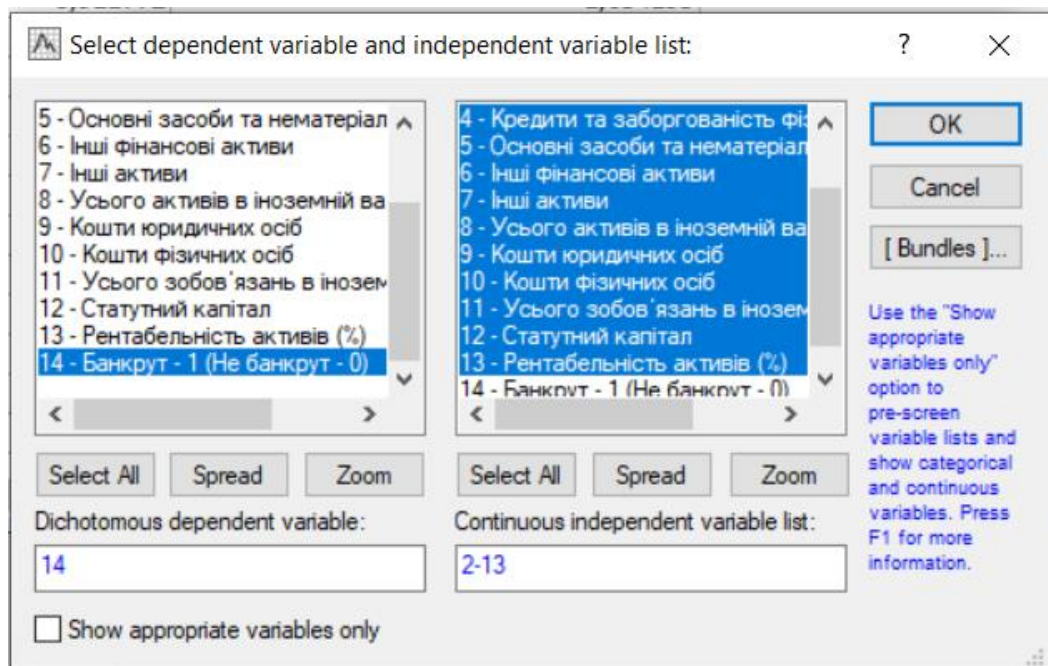 Select dependent variable and independent variable list:
?
5 - Основні засоби та нематеріал
6 - Інші фінансові активи
7 - Інші активи
8 - Усього активів в іноземній ва
9 - Кошти юридичних осіб
10 - Кошти фізичних осіб
11 - Усього зобов'язань в інозем
12 - Статутний капітал
13 - Рентабельність активів (%)
14 - Банкрут - 1 (Не банкрут - 0)
4 - Кредити та заборгованість фі
5 - Основні засоби та нематеріал
6 - Інші фінансові активи
7 - Інші активи
8 - Усього активів в іноземній ва
9 - Кошти юридичних осіб
10 - Кошти фізичних осіб
11 - Усього зобов'язань в інозем
12 - Статутний капітал
13 - Рентабельність активів (%)
14 - Банкрут - 1 (Не банкрут - 0)
OK
Cancel
[ Bundles ]...
Use the "Show
appropriate
variables only"
option to
pre-screen
variable lists and
show categorical
and continuous
variables. Press
F1 for more
information.
Select All
Spread
Zoom
Select All
Spread
Zoom
Dichotomous dependent variable:
14
Continuous independent variable list:
2-13
Show appropriate variables only